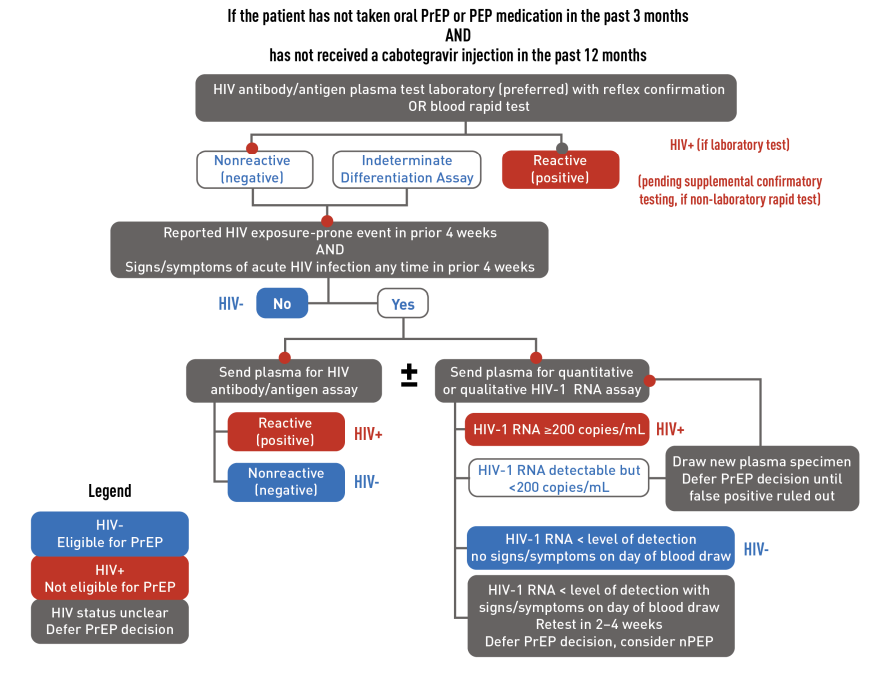 If the patient has not taken oral PrEP or PEP medication in the past 3 months
AND
has not received a cabotegravir injection in the past 12 months
HIV antibody/antigen plasma test laboratory (preferred) with reflex confirmation
OR blood rapid test
Nonreactive
(negative)
Indeterminate
Differentiation Assay
Reactive
(positive)
HIV+ (if laboratory test)
(pending supplemental confirmatory
testing, if non-laboratory rapid test)
Reported HIV exposure-prone event in prior 4 weeks
AND
Signs/symptoms of acute HIV infection any time in prior 4 weeks
HIV-
No
Yes
Send plasma for HIV
antibody/antigen assay
±
Send plasma for quantitative
or qualitative HIV-1 RNA assay
Reactive
(positive)
HIV+
Nonreactive
(negative)
HIV-
HIV-1 RNA ≥200 copies/mL
HIV+
HIV-1 RNA detectable but
<200 copies/mL
Draw new plasma specimen
Defer PrEP decision until
false positive ruled out
HIV-1 RNA < level of detection
no signs/symptoms on day of blood draw
HIV-
HIV-1 RNA < level of detection with
signs/symptoms on day of blood draw
Retest in 2–4 weeks
Defer PrEP decision, consider nPEP
Legend
HIV-
Eligible for PrEP
HIV+
Not eligible for PrEP
HIV status unclear
Defer PrEP decision